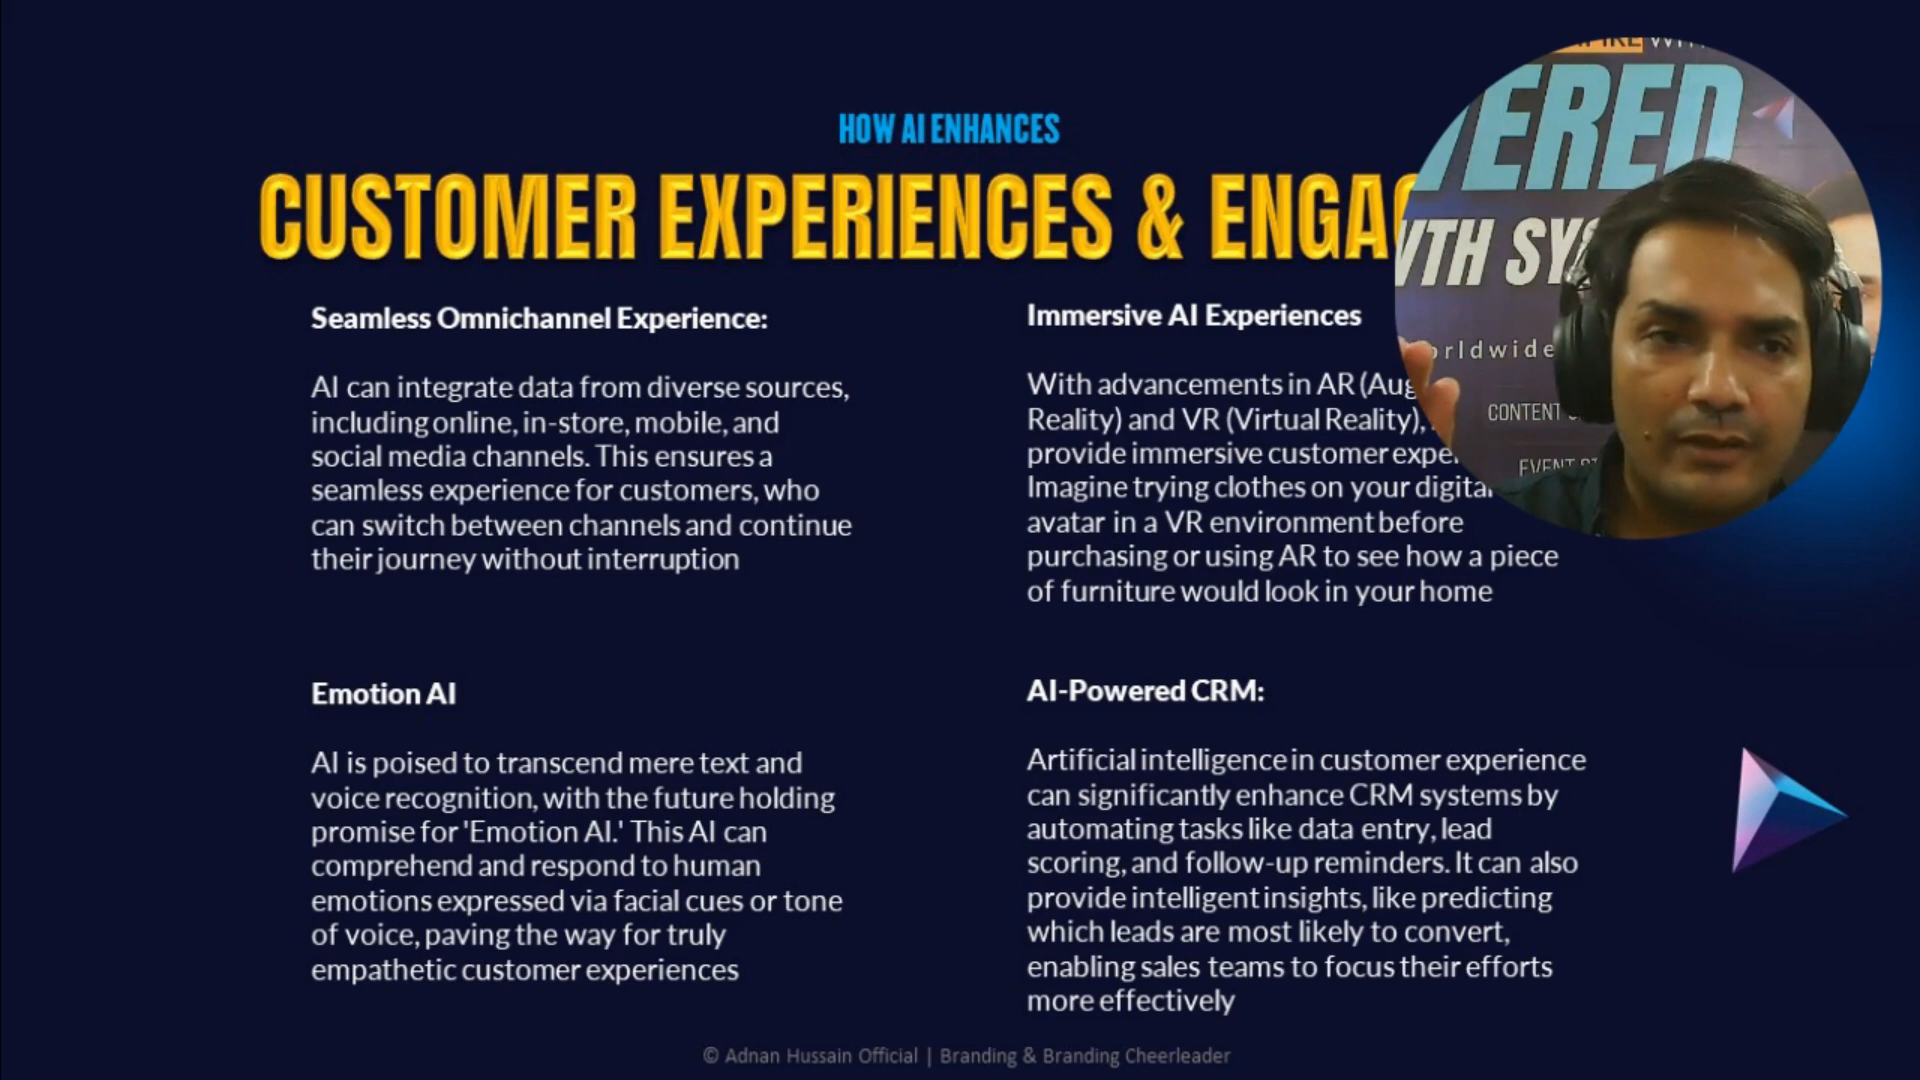 HOW AI ENHANCES
CUSTOMER EXPERIENCES &
Seamless Omnichannel Experience:
AI can integrate data from diverse sources,
including online, in-store, mobile, and
social media channels. This ensures a
seamless experience for customers, who
can switch between channels and continue
their journey without interruption
Immersive AI Experiences
With advancements in AR
Reality) and VR (Virtual Reality),
provide immersive customer
Imagine trying clothes on your digital
avatar in a VR environment before
purchasing or using AR to see how a piece
of furniture would look in your home
Emotion AI
AI is poised to transcend mere text and
voice recognition, with the future holding
promise for 'Emotion AI.' This AI can
comprehend and respond to human
emotions expressed via facial cues or tone
of voice, paving the way for truly
empathetic customer experiences
AI-Powered CRM:
Artificial intelligence in customer experience
can significantly enhance CRM systems by
automating tasks like data entry, lead
scoring, and follow-up reminders. It can also
provide intelligent insights, like predicting
which leads are most likely to convert,
enabling sales teams to focus their efforts
more effectively
© Adnan Hussain Official | Branding & Branding Cheerleader
CONTENT